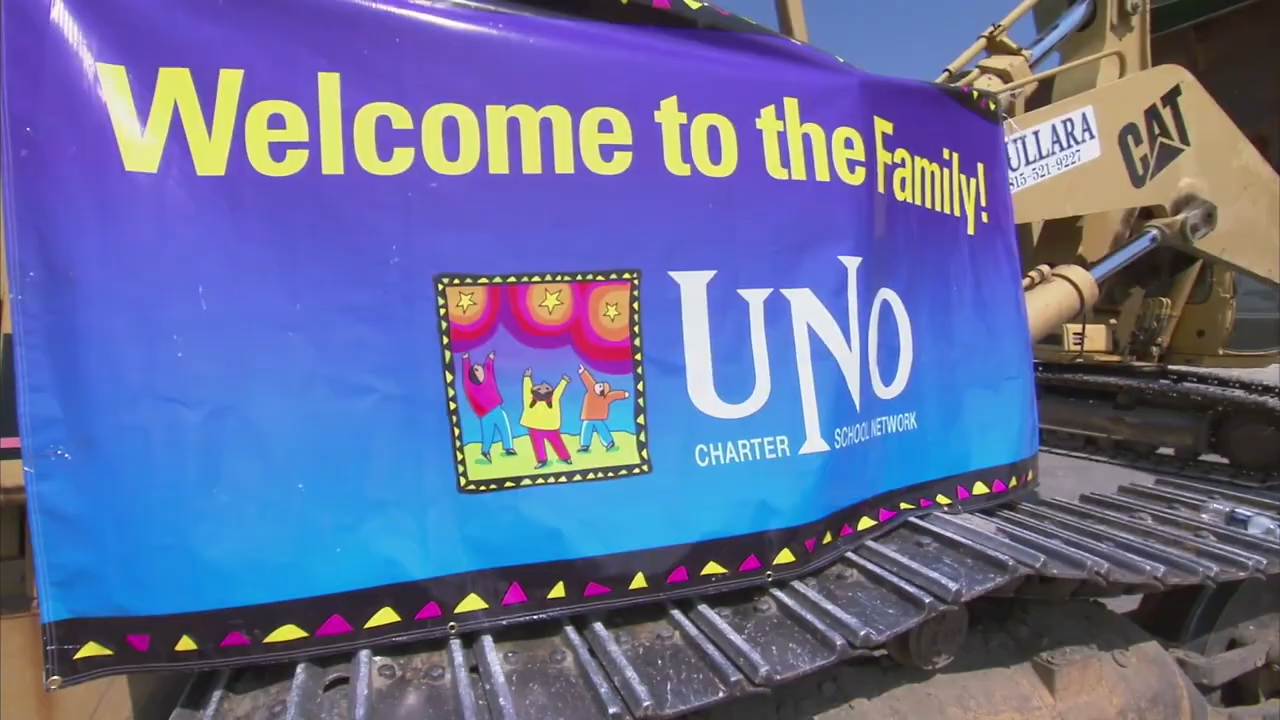 Welcome to the Family!
UNO
CHARTER SCHOOL NETWORK
ULLARA
815-521-9227
CAT